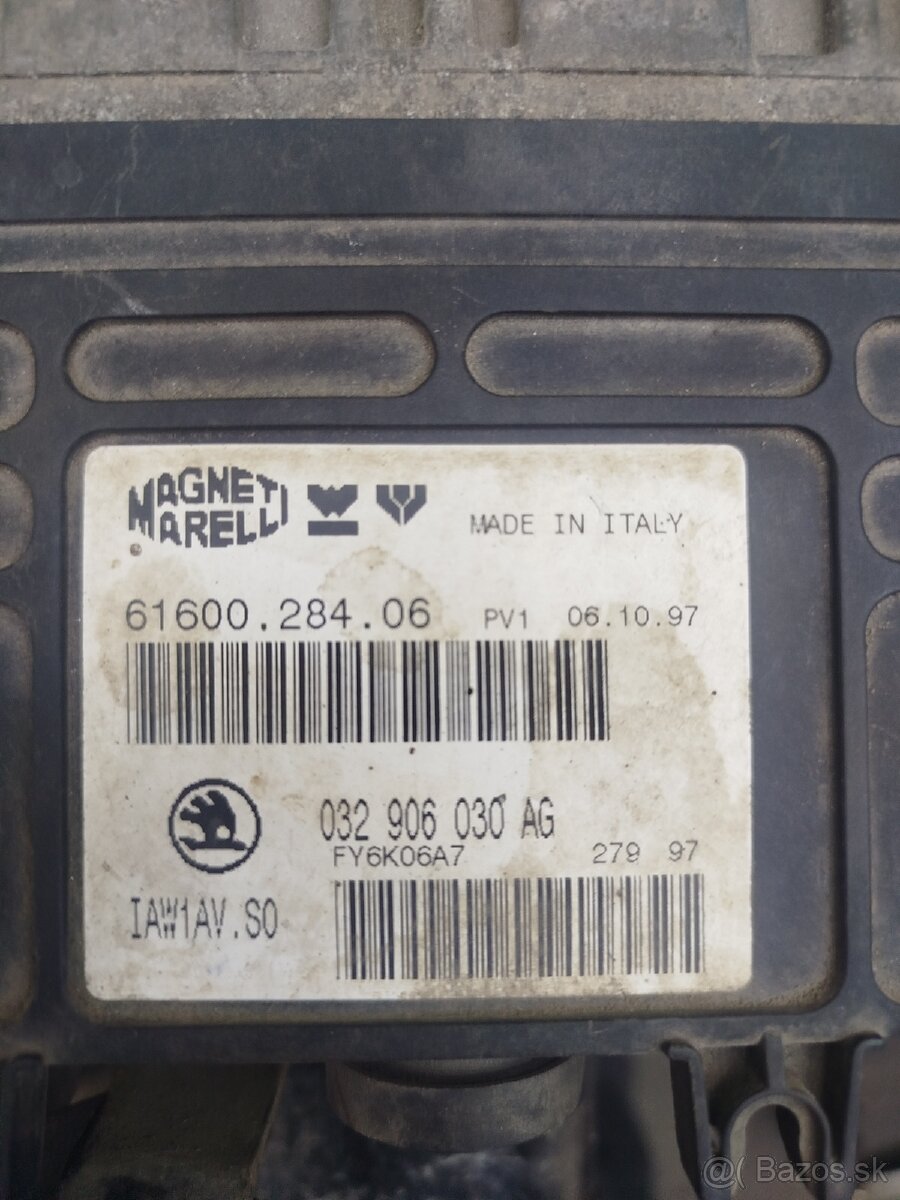 MAGNETI
MARELLI
MADE IN ITALY
61600.284.06 PV1 06.10.97
032 906 030 AG
FY6K06A7 279 97
IAW1AV.S0
@( Bazos.sk